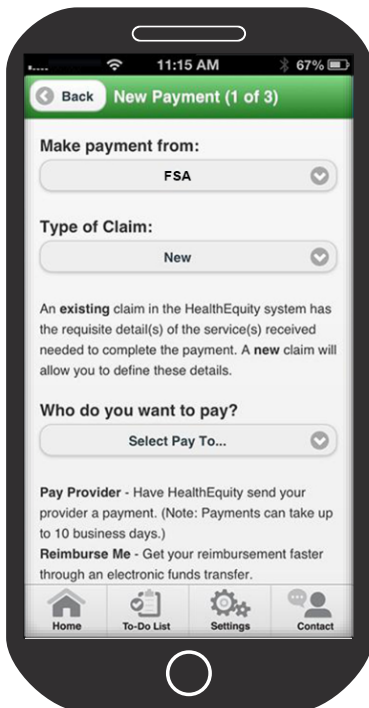 11:15 AM
67%
Back
New Payment (1 of 3)
Make payment from:
FSA
Type of Claim:
New
An existing claim in the HealthEquity system has
the requisite detail(s) of the service(s) received
needed to complete the payment. A new claim will
allow you to define these details.
Who do you want to pay?
Select Pay To...
Pay Provider - Have HealthEquity send your
provider a payment. (Note: Payments can take up
to 10 business days.)
Reimburse Me - Get your reimbursement faster
through an electronic funds transfer.
Home
To-Do List
Settings
Contact